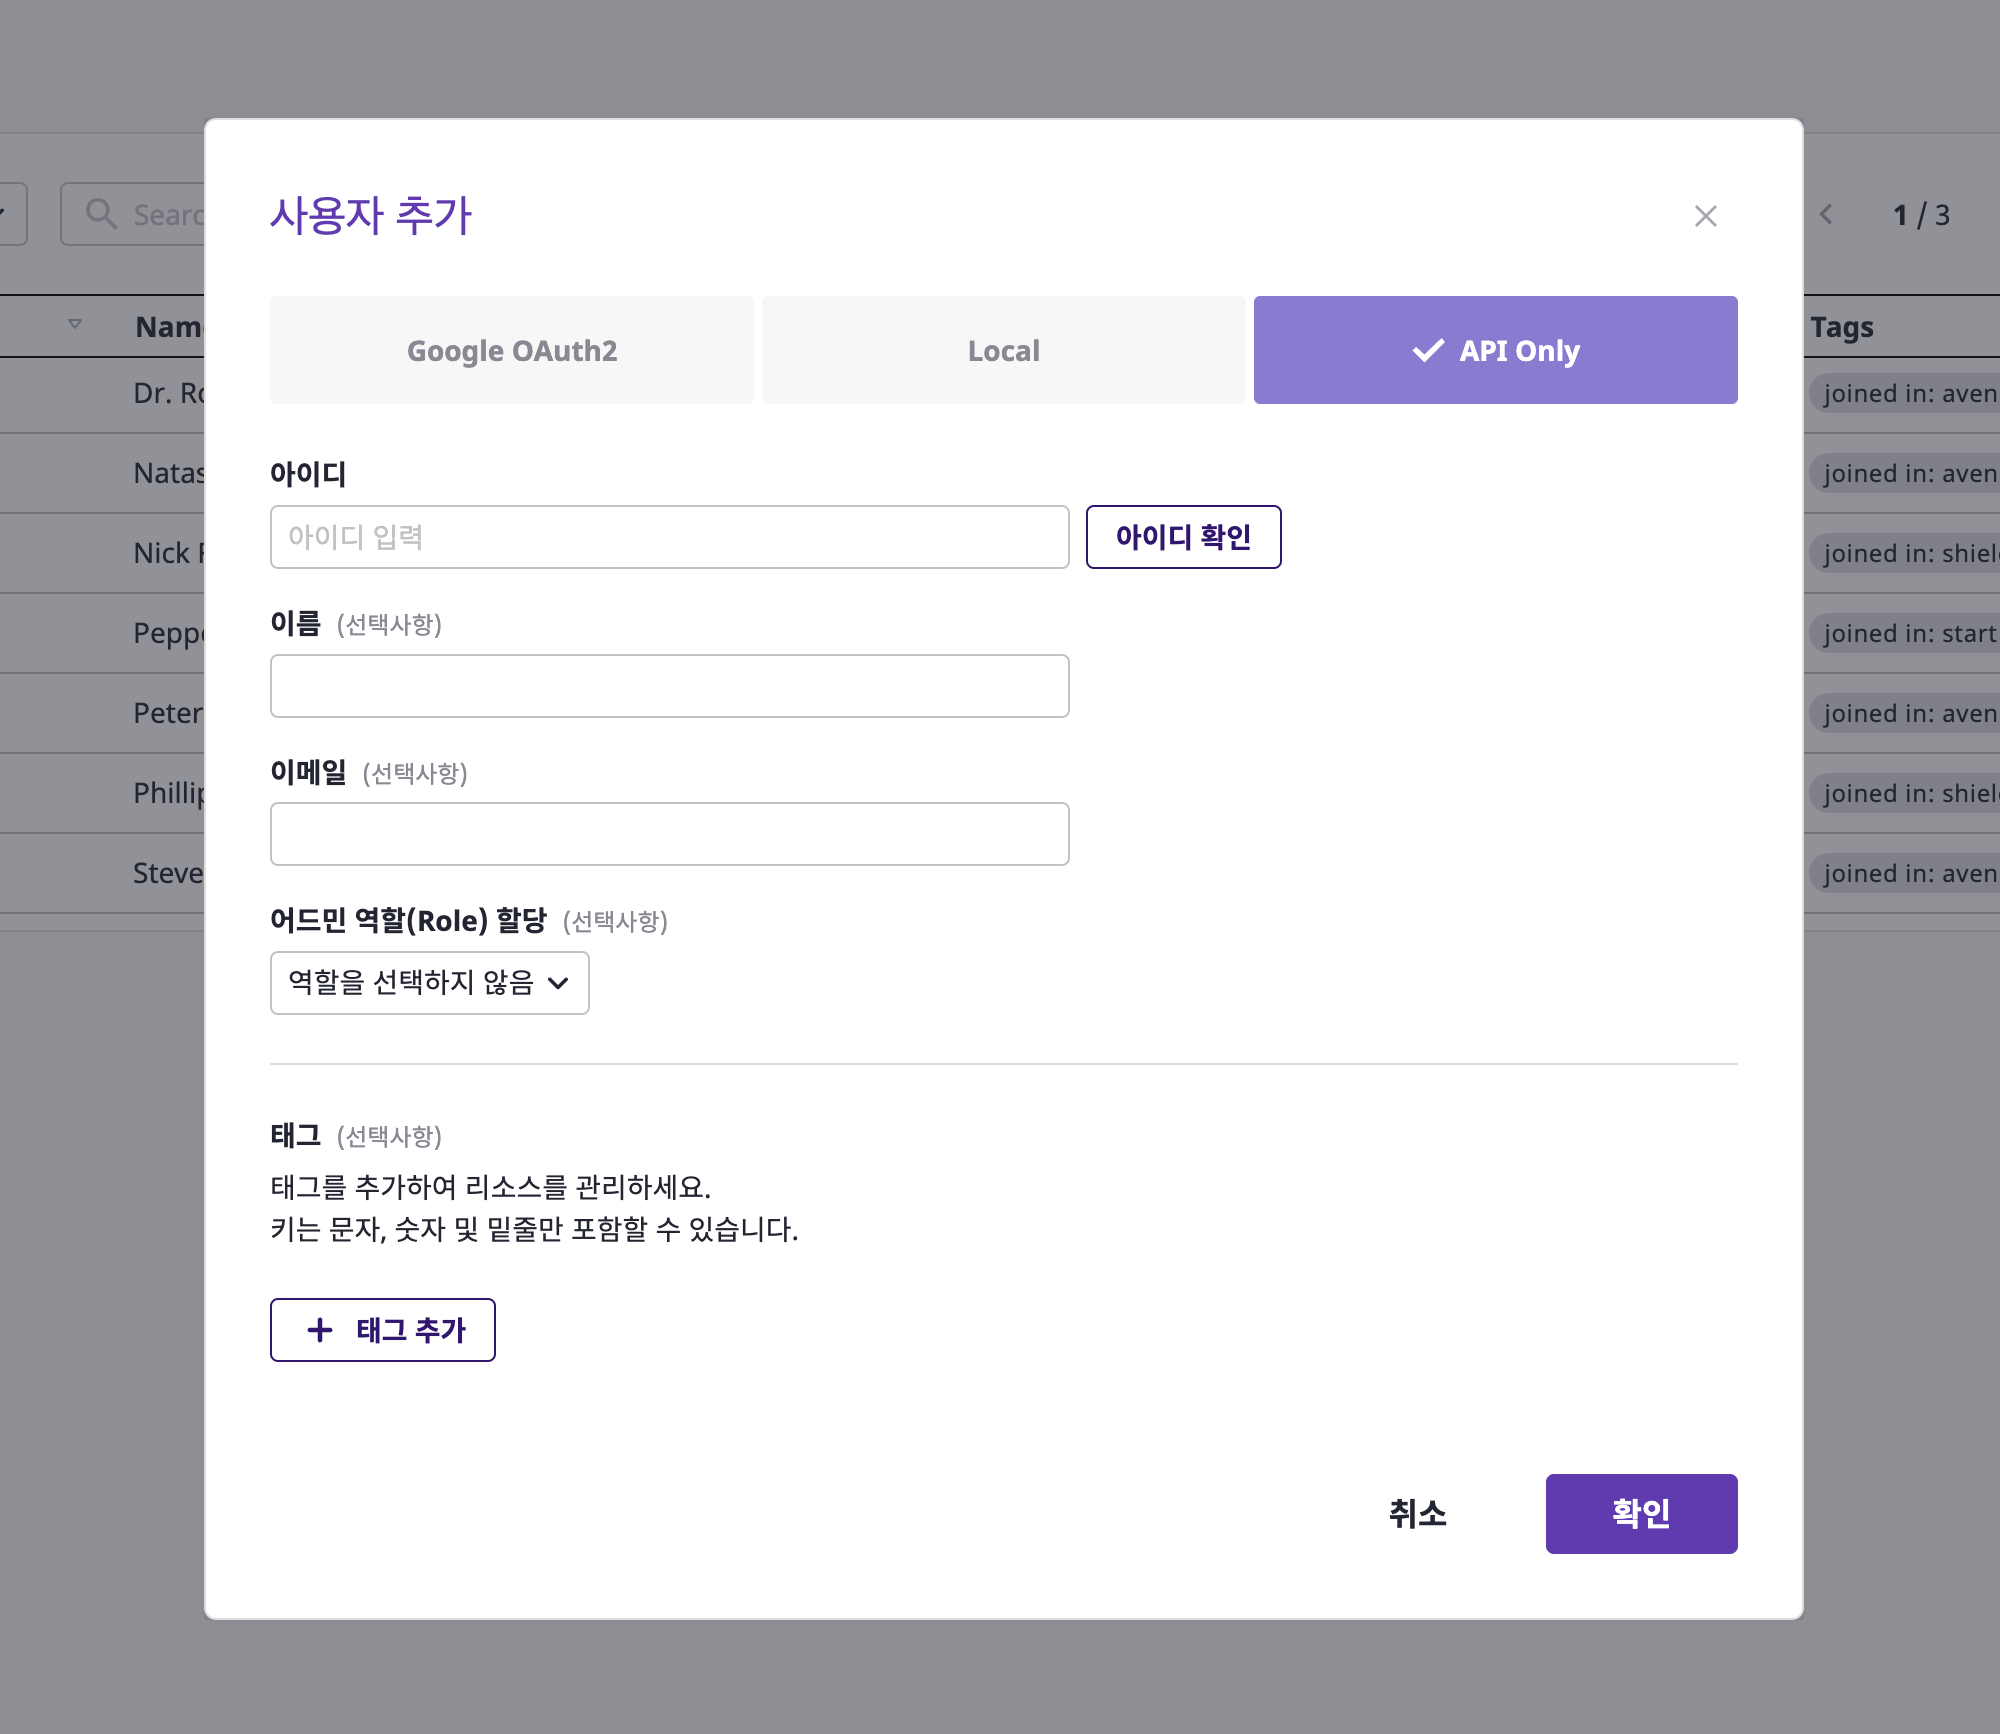 사용자 추가
Google OAuth2
Local
API Only
아이디
아이디 입력
아이디 확인
이름 (선택사항)
이메일 (선택사항)
어드민 역할(Role) 할당 (선택사항)
역할을 선택하지 않음
태그 (선택사항)
태그를 추가하여 리소스를 관리하세요.
키는 문자, 숫자 및 밑줄만 포함할 수 있습니다.
태그 추가
취소
확인
Searc
1 / 3
Nam
Tags
Dr. Ro
joined in: aven
Natas
joined in: aven
Nick
joined in: shiel
Peppe
joined in: start
Peter
joined in: aven
Phillip
joined in: shiel
Steve
joined in: aven